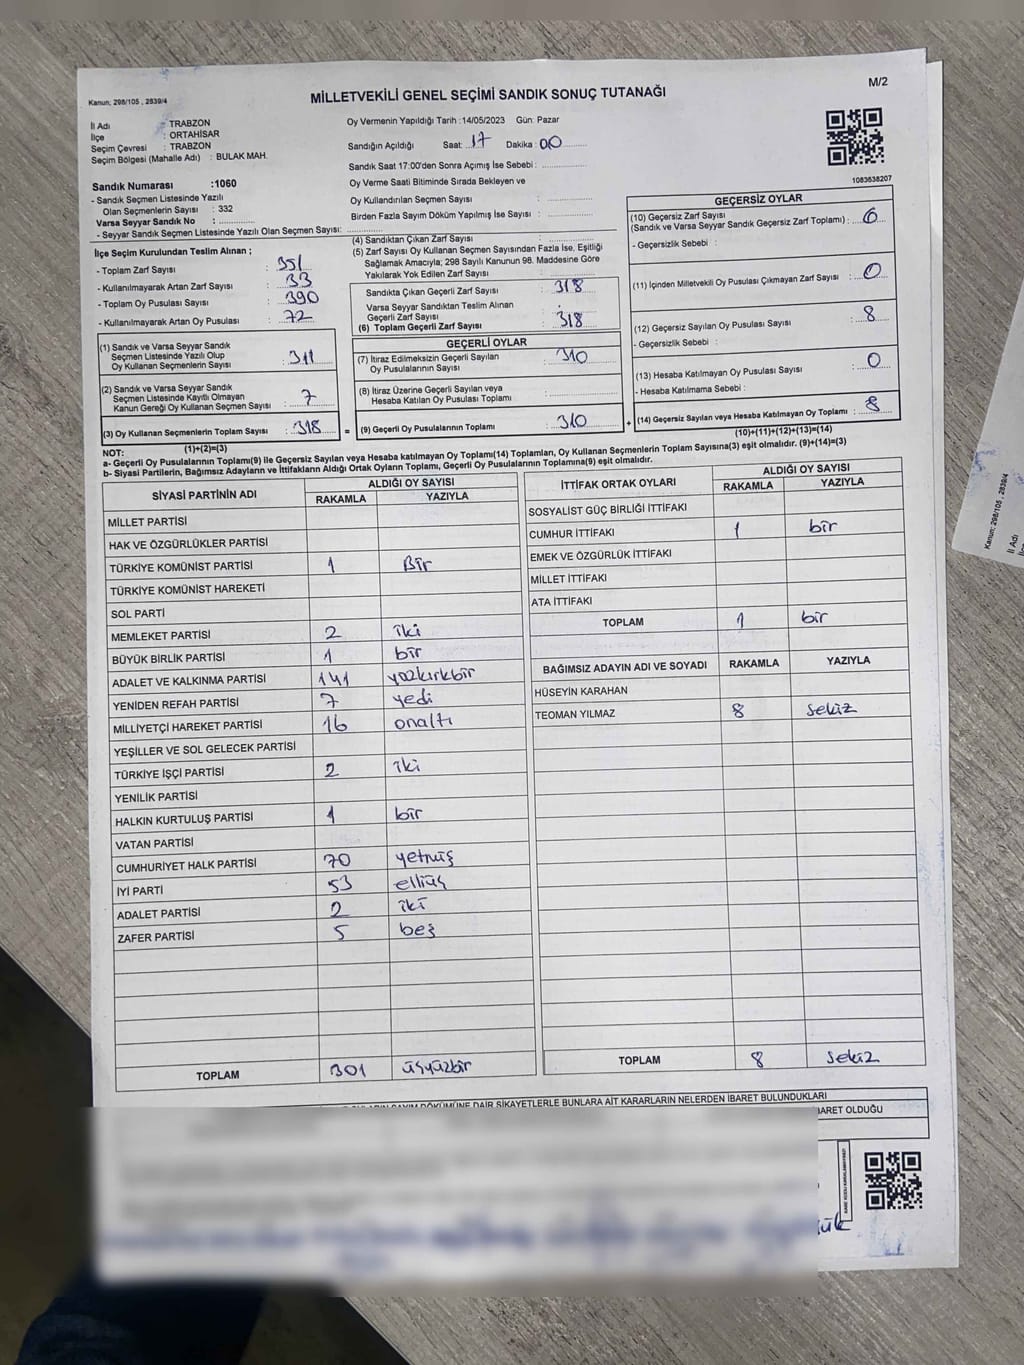 Kanun; 298/105 , 2839/4
MİLLETVEKİLİ GENEL SEÇİMİ SANDIK SONUÇ TUTANAĞI
M/2
İl Adı : TRABZON
İlçe : ORTAHİSAR
Seçim Çevresi : TRABZON
Seçim Bölgesi (Mahalle Adı) : BULAK MAH.
Oy Vermenin Yapıldığı Tarih :14/05/2023 Gün: Pazar
Sandığın Açıldığı Saat: 17 Dakika : 00
Sandık Saat 17:00'den Sonra Açımış İse Sebebi :
Oy Verme Saati Bitiminde Sırada Bekleyen ve
Oy Kullandırılan Seçmen Sayısı :
Birden Fazla Sayım Döküm Yapılmış İse Sayısı :
1083638207
Sandık Numarası :1060
- Sandık Seçmen Listesinde Yazılı
Olan Seçmenlerin Sayısı : 332
Varsa Seyyar Sandık No :
- Seyyar Sandık Seçmen Listesinde Yazılı Olan Seçmen Sayısı:
İlçe Seçim Kurulundan Teslim Alınan ;
- Toplam Zarf Sayısı : 351
- Kullanılmayarak Artan Zarf Sayısı : 33
- Toplam Oy Pusulası Sayısı : 390
- Kullanılmayarak Artan Oy Pusulası : 72
(1) Sandık ve Varsa Seyyar Sandık
Seçmen Listesinde Yazılı Olup
Oy Kullanan Seçmenlerin Sayısı : 311
(2) Sandık ve Varsa Seyyar Sandık
Seçmen Listesinde Kayıtlı Olmayan
Kanun Gereği Oy Kullanan Seçmen Sayısı : 7
(3) Oy Kullanan Seçmenlerin Toplam Sayısı : 318
(1)+(2)=(3)
(4) Sandıktan Çıkan Zarf Sayısı :
(5) Zarf Sayısı Oy Kullanan Seçmen Sayısından Fazla İse, Eşitliği
Sağlamak Amacıyla; 298 Sayılı Kanunun 98. Maddesine Göre
Yakılarak Yok Edilen Zarf Sayısı :
Sandıkta Çıkan Geçerli Zarf Sayısı : 318
Varsa Seyyar Sandıktan Teslim Alınan
Geçerli Zarf Sayısı :
(6) Toplam Geçerli Zarf Sayısı : 318
GEÇERLİ OYLAR
(7) İtiraz Edilmeksizin Geçerli Sayılan
Oy Pusulalarının Sayısı : 310
(8) İtiraz Üzerine Geçerli Sayılan veya
Hesaba Katılan Oy Pusulası Toplamı :
= (9) Geçerli Oy Pusulalarının Toplamı : 310
GEÇERSİZ OYLAR
(10) Geçersiz Zarf Sayısı
(Sandık ve Varsa Seyyar Sandık Geçersiz Zarf Toplamı) :
- Geçersizlik Sebebi :
(11) İçinden Milletvekili Oy Pusulası Çıkmayan Zarf Sayısı : 0
(12) Geçersiz Sayılan Oy Pusulası Sayısı : 8
- Geçersizlik Sebebi :
(13) Hesaba Katılmayan Oy Pusulası Sayısı : 0
- Hesaba Katılmama Sebebi :
+ (14) Geçersiz Sayılan veya Hesaba Katılmayan Oy Toplamı : 8
(10)+(11)+(12)+(13)=(14)
NOT:
a- Geçerli Oy Pusulalarının Toplamı(9) ile Geçersiz Sayılan veya Hesaba katılmayan Oy Toplamı(14) Toplamları, Oy Kullanan Seçmenlerin Toplam Sayısına(3) eşit olmalıdır. (9)+(14)=(3)
b- Siyasi Partilerin, Bağımsız Adayların ve İttifakların Aldığı Ortak Oyların Toplamı, Geçerli Oy Pusulalarının Toplamına(9) eşit olmalıdır.
SİYASİ PARTİNİN ADI ALDIĞI OY SAYISI
RAKAMLA YAZIYLA
MİLLET PARTİSİ
HAK VE ÖZGÜRLÜKLER PARTİSİ
TÜRKİYE KOMÜNİST PARTİSİ 1 Bir
TÜRKİYE KOMÜNİST HAREKETİ
SOL PARTİ
MEMLEKET PARTİSİ 2 iki
BÜYÜK BİRLİK PARTİSİ 1 bir
ADALET VE KALKINMA PARTİSİ 141 yüzkırkbir
YENİDEN REFAH PARTİSİ 7 yedi
MİLLİYETÇİ HAREKET PARTİSİ 16 onaltı
YEŞİLLER VE SOL GELECEK PARTİSİ
TÜRKİYE İŞÇİ PARTİSİ 2 iki
YENİLİK PARTİSİ
HALKIN KURTULUŞ PARTİSİ 1 bir
VATAN PARTİSİ
CUMHURİYET HALK PARTİSİ 70 yetmiş
İYİ PARTİ 53 elliüç
ADALET PARTİSİ 2 iki
ZAFER PARTİSİ 5 beş
TOPLAM 301 üçyüzbir
İTTİFAK ORTAK OYLARI ALDIĞI OY SAYISI
RAKAMLA YAZIYLA
SOSYALİST GÜÇ BİRLİĞİ İTTİFAKI
CUMHUR İTTİFAKI 1 bir
EMEK VE ÖZGÜRLÜK İTTİFAKI
MİLLET İTTİFAKI
ATA İTTİFAKI
TOPLAM 1 bir
BAĞIMSIZ ADAYIN ADI VE SOYADI RAKAMLA YAZIYLA
HÜSEYİN KARAHAN
TEOMAN YILMAZ 8 sekiz
TOPLAM 8 sekiz
SAYIM DÖKÜMÜNE DAİR ŞİKAYETLERLE BUNLARA AİT KARARLARIN NELERDEN İBARET BULUNDUKLARI
İBARET OLDUĞU
Kanun; 298/105 , 2839/4
İl Adı